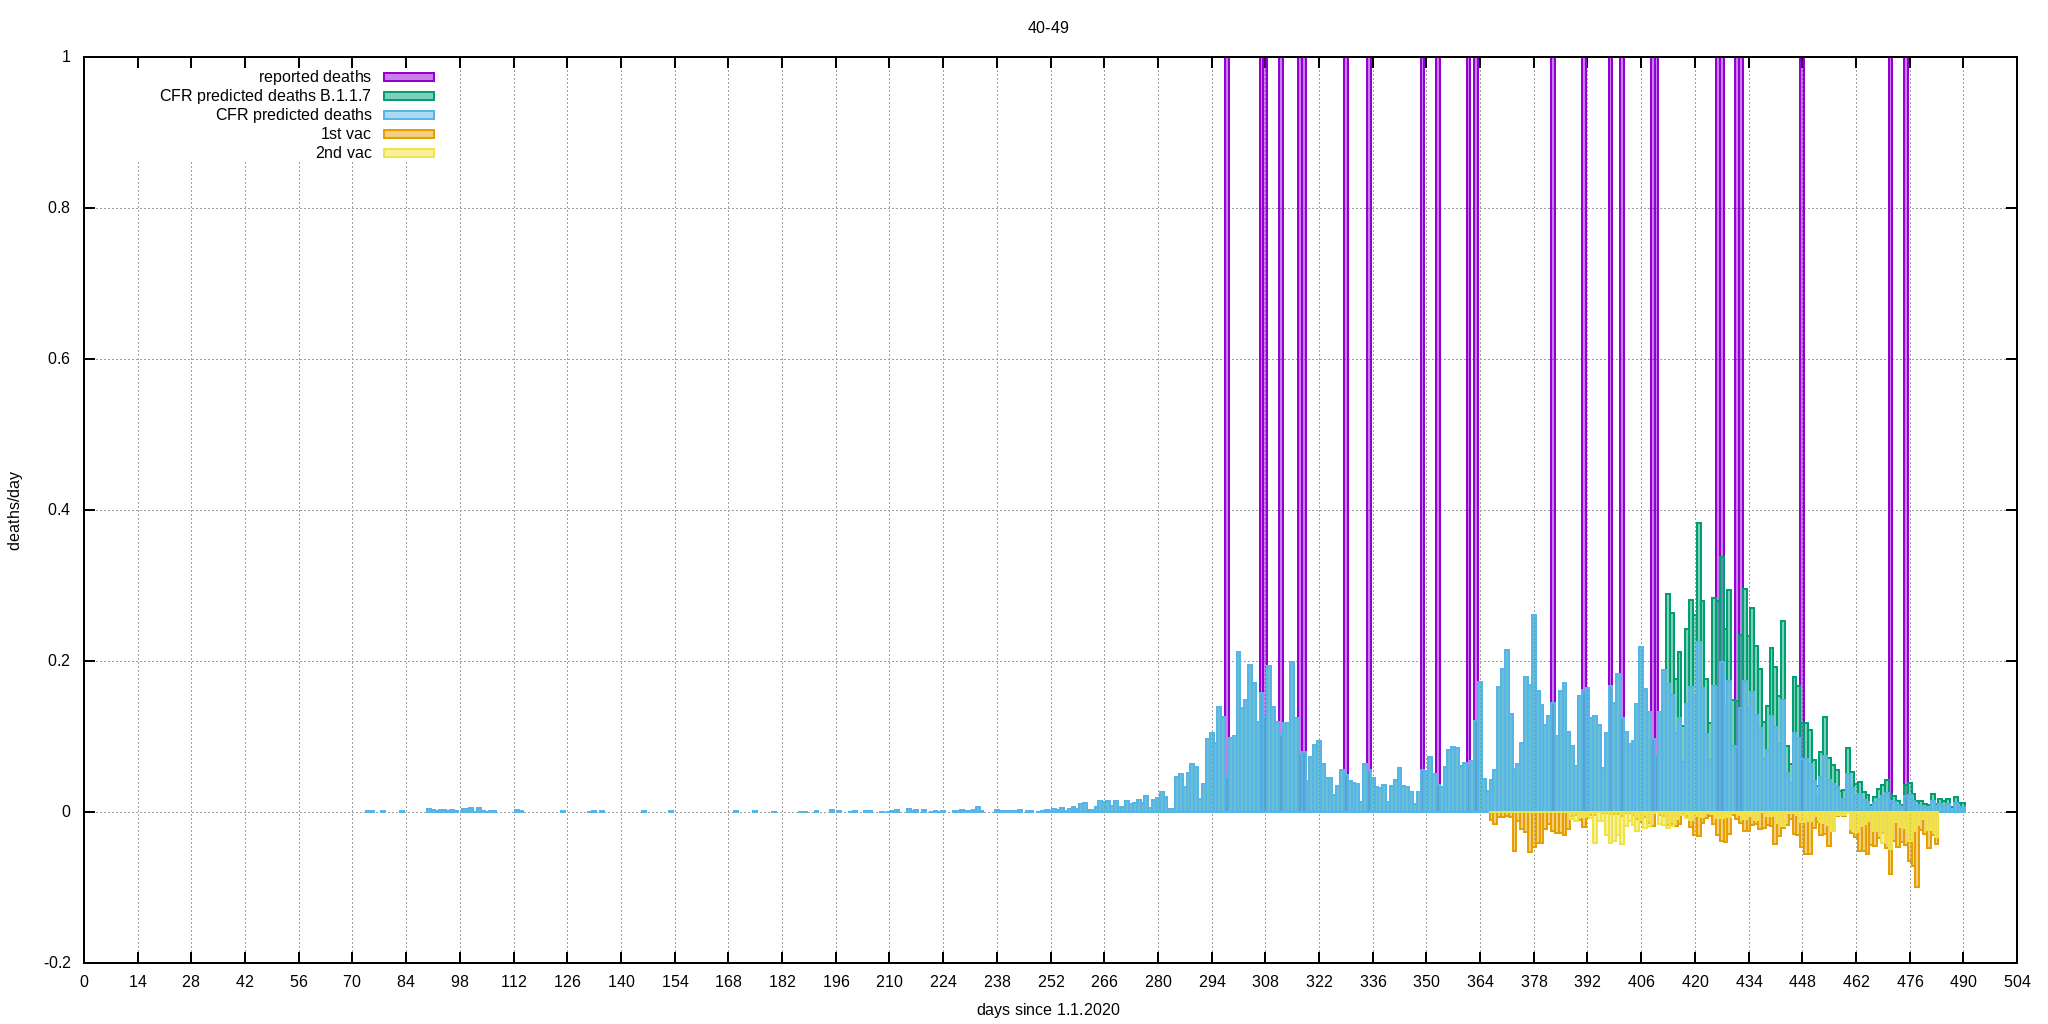 40-49
reported deaths
CFR predicted deaths B.1.1.7
CFR predicted deaths
1st vac
2nd vac
1
0.8
0.6
0.4
0.2
0
-0.2
deaths/day
0 14 28 42 56 70 84 98 112 126 140 154 168 182 196 210 224 238 252 266 280 294 308 322 336 350 364 378 392 406 420 434 448 462 476 490 504
days since 1.1.2020